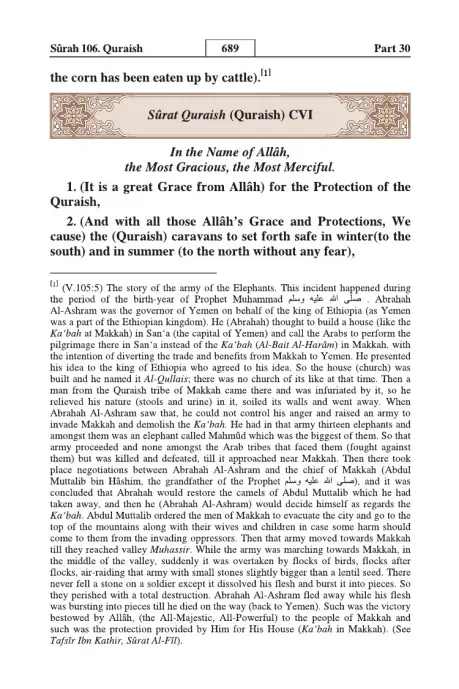 Sûrah 106. Quraish 689 Part 30
the corn has been eaten up by cattle).[1]
Sûrat Quraish (Quraish) CVI
In the Name of Allâh,
the Most Gracious, the Most Merciful.
1. (It is a great Grace from Allâh) for the Protection of the
Quraish,
2. (And with all those Allâh’s Grace and Protections, We
cause) the (Quraish) caravans to set forth safe in winter(to the
south) and in summer (to the north without any fear),
[1] (V.105:5) The story of the army of the Elephants. This incident happened during
the period of the birth-year of Prophet Muhammad صلى الله عليه وسلم . Abrahah
Al-Ashram was the governor of Yemen on behalf of the king of Ethiopia (as Yemen
was a part of the Ethiopian kingdom). He (Abrahah) thought to build a house (like the
Ka‘bah at Makkah) in San‘a (the capital of Yemen) and call the Arabs to perform the
pilgrimage there in San‘a instead of the Ka‘bah (Al-Bait Al-Harâm) in Makkah, with
the intention of diverting the trade and benefits from Makkah to Yemen. He presented
his idea to the king of Ethiopia who agreed to his idea. So the house (church) was
built and he named it Al-Qullais; there was no church of its like at that time. Then a
man from the Quraish tribe of Makkah came there and was infuriated by it, so he
relieved his nature (stools and urine) in it, soiled its walls and went away. When
Abrahah Al-Ashram saw that, he could not control his anger and raised an army to
invade Makkah and demolish the Ka‘bah. He had in that army thirteen elephants and
amongst them was an elephant called Mahmûd which was the biggest of them. So that
army proceeded and none amongst the Arab tribes that faced them (fought against
them) but was killed and defeated, till it approached near Makkah. Then there took
place negotiations between Abrahah Al-Ashram and the chief of Makkah (Abdul
Muttalib bin Hâshim, the grandfather of the Prophet صلى الله عليه وسلم), and it was
concluded that Abrahah would restore the camels of Abdul Muttalib which he had
taken away, and then he (Abrahah Al-Ashram) would decide himself as regards the
Ka‘bah. Abdul Muttalib ordered the men of Makkah to evacuate the city and go to the
top of the mountains along with their wives and children in case some harm should
come to them from the invading oppressors. Then that army moved towards Makkah
till they reached valley Muhassir. While the army was marching towards Makkah, in
the middle of the valley, suddenly it was overtaken by flocks of birds, flocks after
flocks, air-raiding that army with small stones slightly bigger than a lentil seed. There
never fell a stone on a soldier except it dissolved his flesh and burst it into pieces. So
they perished with a total destruction. Abrahah Al-Ashram fled away while his flesh
was bursting into pieces till he died on the way (back to Yemen). Such was the victory
bestowed by Allâh, (the All-Majestic, All-Powerful) to the people of Makkah and
such was the protection provided by Him for His House (Ka‘bah in Makkah). (See
Tafsîr Ibn Kathir, Sûrat Al-Fîl).